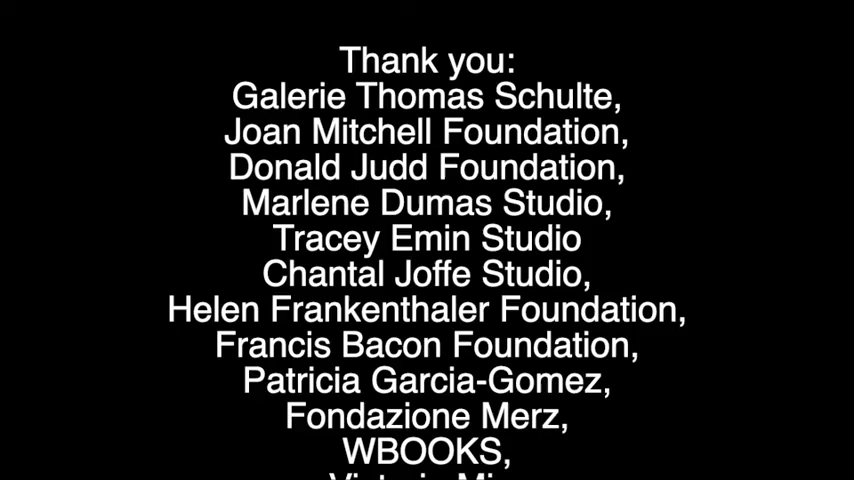 Thank you:
Galerie Thomas Schulte,
Joan Mitchell Foundation,
Donald Judd Foundation,
Marlene Dumas Studio,
Tracey Emin Studio
Chantal Joffe Studio,
Helen Frankenthaler Foundation,
Francis Bacon Foundation,
Patricia Garcia-Gomez,
Fondazione Merz,
WBOOKS,